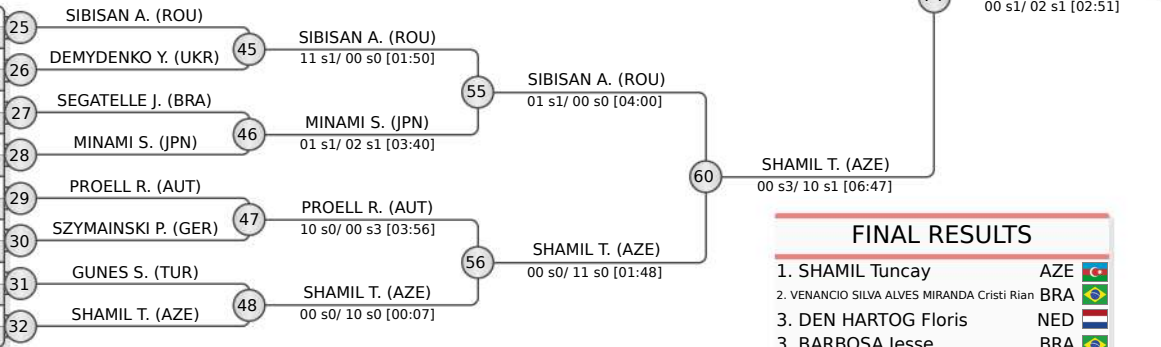 00 s1/ 02 s1 [02:51]
25
SIBISAN A. (ROU)
45
SIBISAN A. (ROU)
11 s1/ 00 s0 [01:50]
26
DEMYDENKO Y. (UKR)
55
SIBISAN A. (ROU)
01 s1/ 00 s0 [04:00]
27
SEGATELLE J. (BRA)
46
MINAMI S. (JPN)
01 s1/ 02 s1 [03:40]
28
MINAMI S. (JPN)
60
SHAMIL T. (AZE)
00 s3/ 10 s1 [06:47]
29
PROELL R. (AUT)
47
PROELL R. (AUT)
10 s0/ 00 s3 [03:56]
30
SZYMAINSKI P. (GER)
56
SHAMIL T. (AZE)
00 s0/ 11 s0 [01:48]
31
GUNES S. (TUR)
48
SHAMIL T. (AZE)
00 s0/ 10 s0 [00:07]
32
SHAMIL T. (AZE)
FINAL RESULTS
1. SHAMIL Tuncay AZE
2. VENANCIO SILVA ALVES MIRANDA Cristi Rian BRA
3. DEN HARTOG Floris NED
3. BARBOSA Jesse BRA